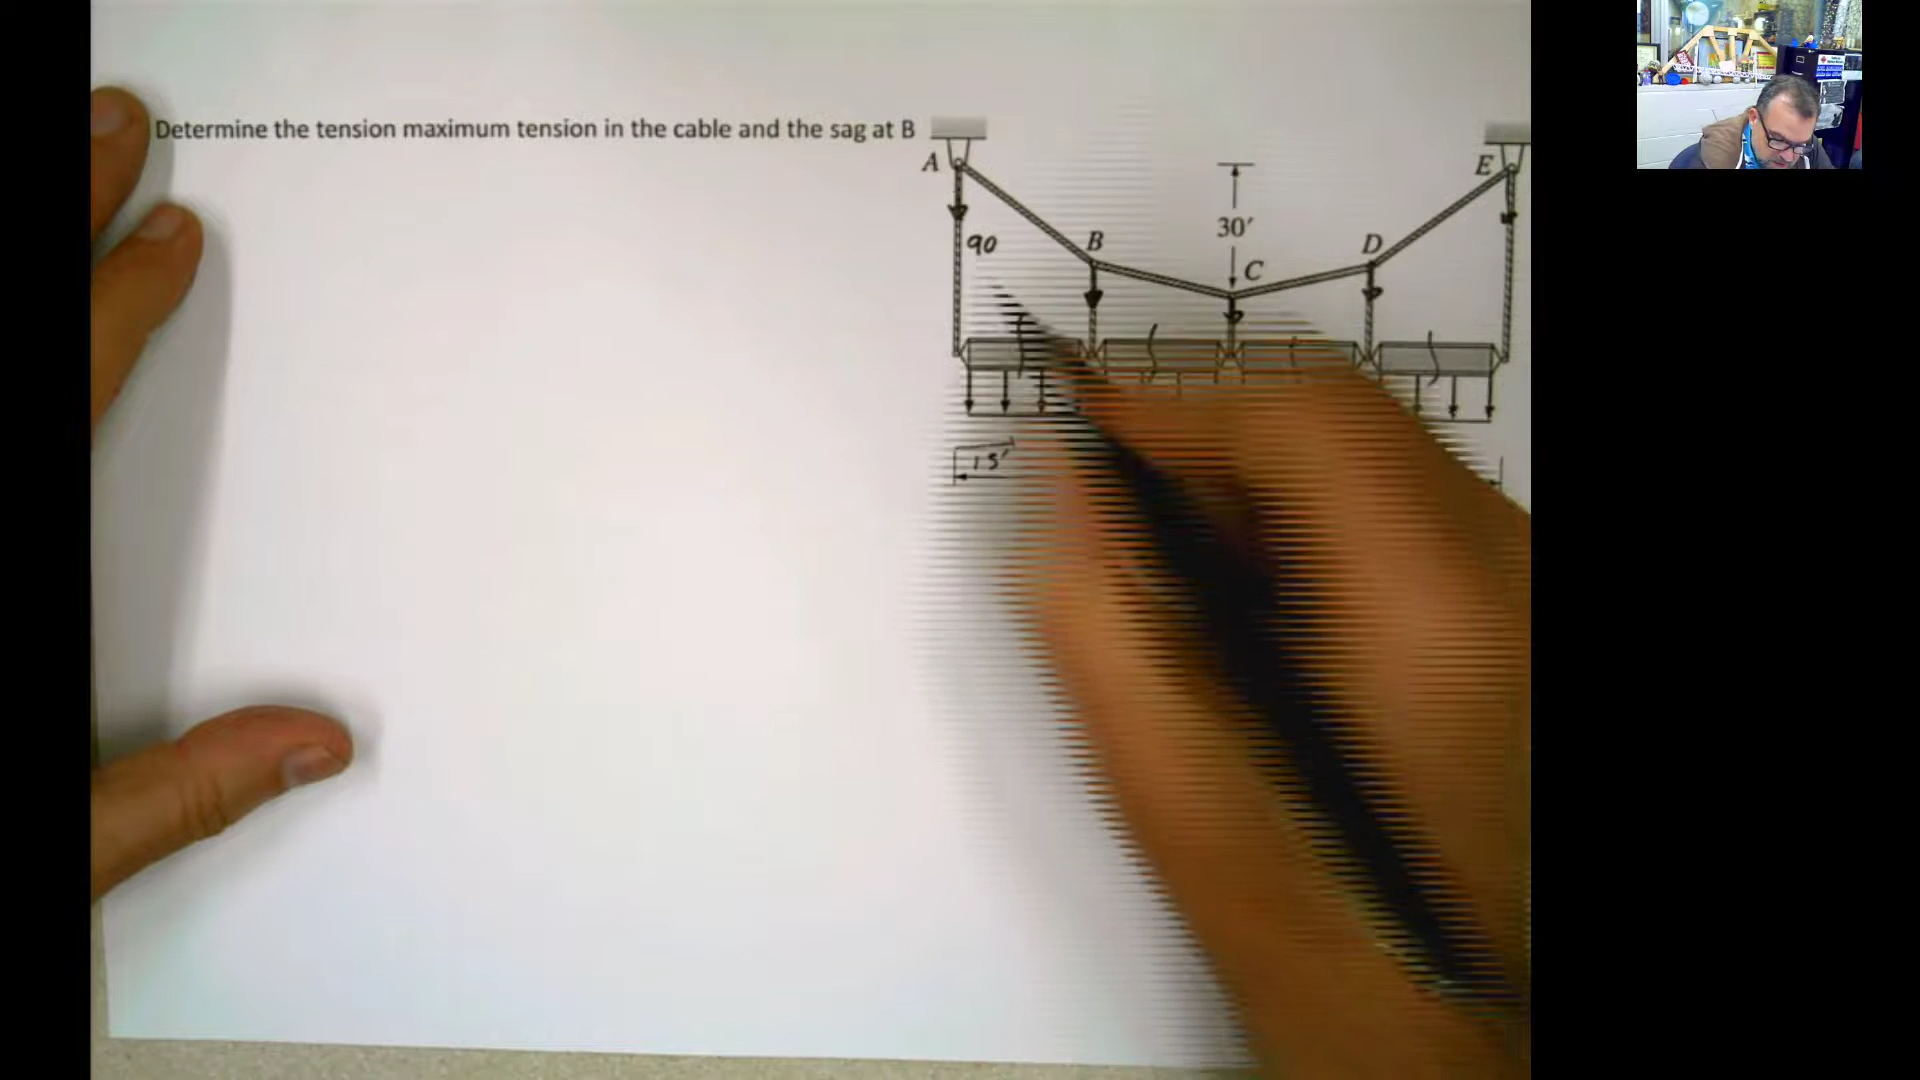 Determine the tension maximum tension in the cable and the sag at B
A
E
30'
90
B
D
C
15'